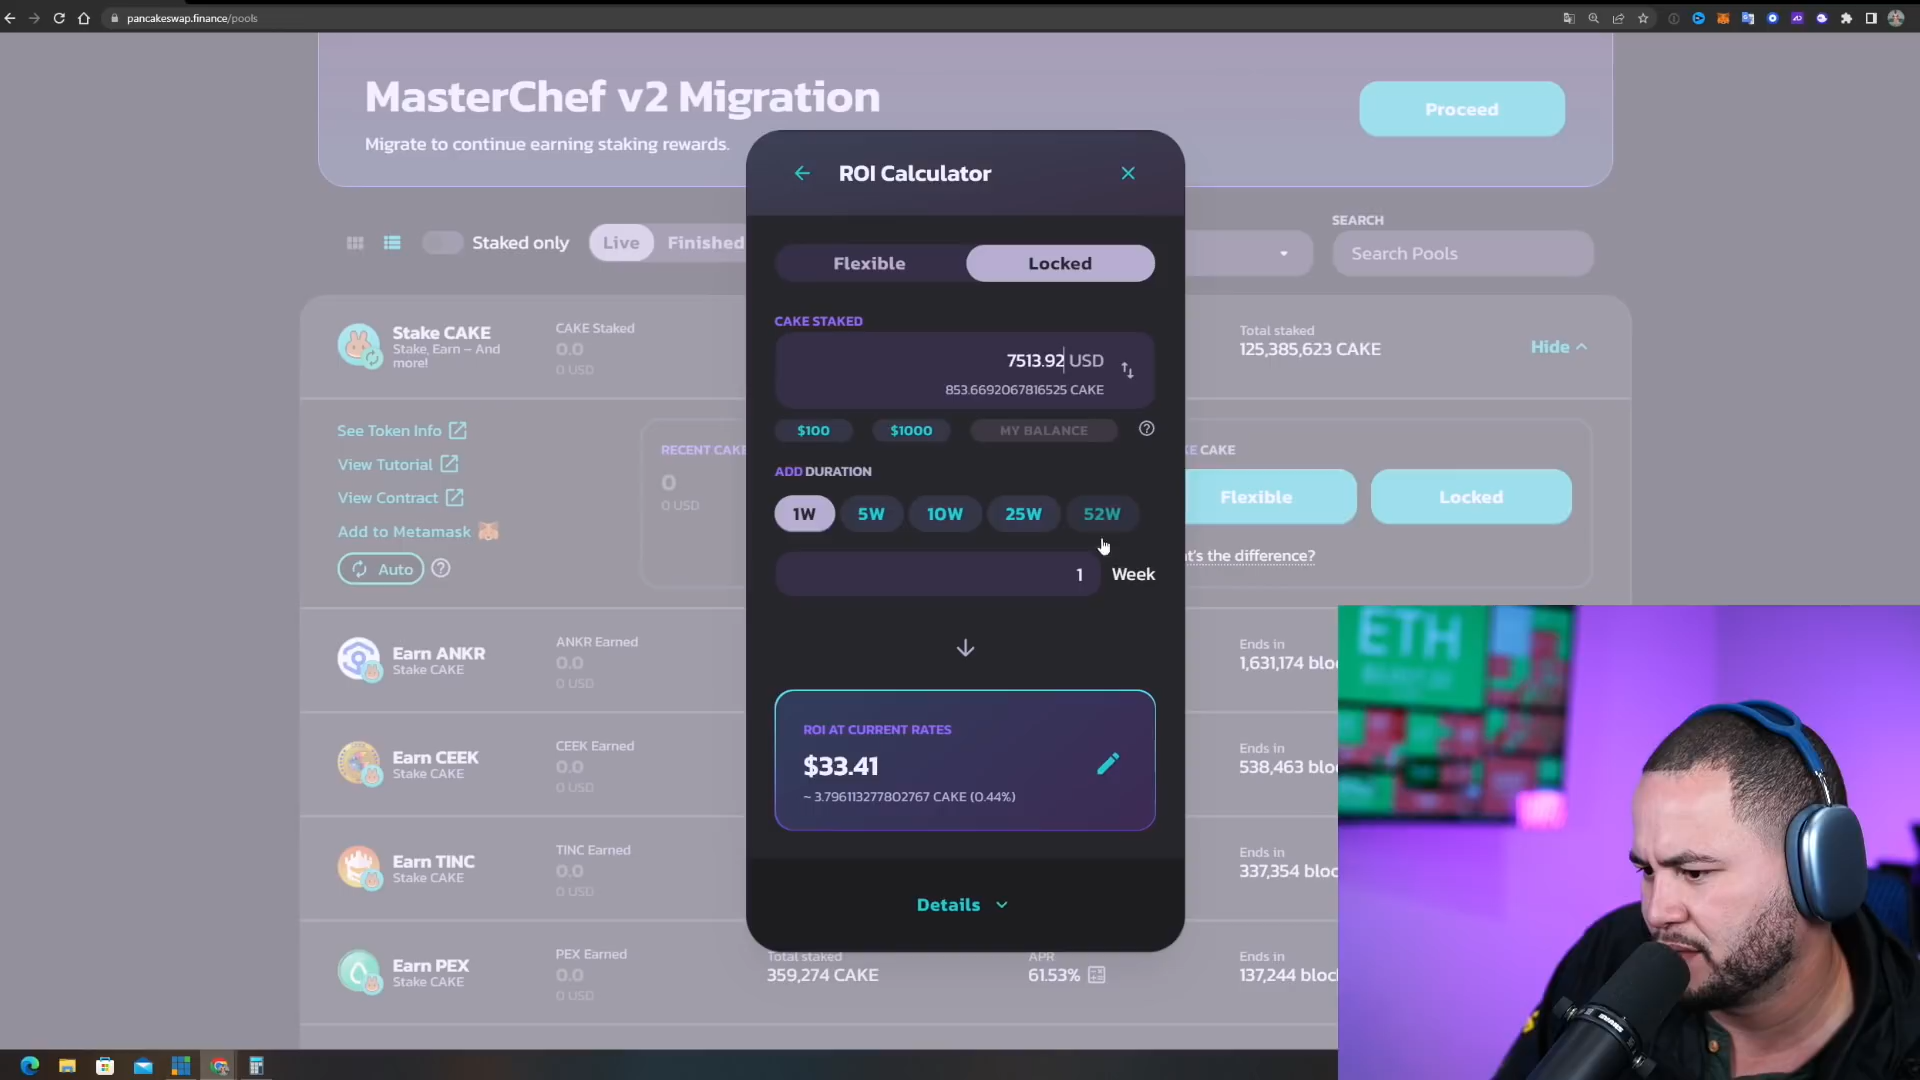 pancakeswap.finance/pools
MasterChef v2 Migration
Migrate to continue earning staking rewards.
Proceed
Staked only
Live
Finished
SEARCH
Search Pools
ROI Calculator
Flexible
Locked
CAKE STAKED
7513.92 USD
853.6692067816525 CAKE
$100
$1000
MY BALANCE
ADD DURATION
1W
5W
10W
25W
52W
1
Week
ROI AT CURRENT RATES
$33.41
~ 3.796113277802767 CAKE (0.44%)
Details
Stake CAKE
Stake, Earn – And
more!
CAKE Staked
0.0
0 USD
Total staked
125,385,623 CAKE
Hide
See Token Info
View Tutorial
View Contract
Add to Metamask
Auto
RECENT CAKE
0
0 USD
CAKE
Flexible
Locked
t's the difference?
Earn ANKR
Stake CAKE
ANKR Earned
0.0
0 USD
Ends in
1,631,174 bloc
Earn CEEK
Stake CAKE
CEEK Earned
0.0
0 USD
Ends in
538,463 bloc
Earn TINC
Stake CAKE
TINC Earned
0.0
0 USD
Ends in
337,354 bloc
Earn PEX
Stake CAKE
PEX Earned
0.0
0 USD
Total staked
359,274 CAKE
APR
61.53%
Ends in
137,244 bloc
ETH